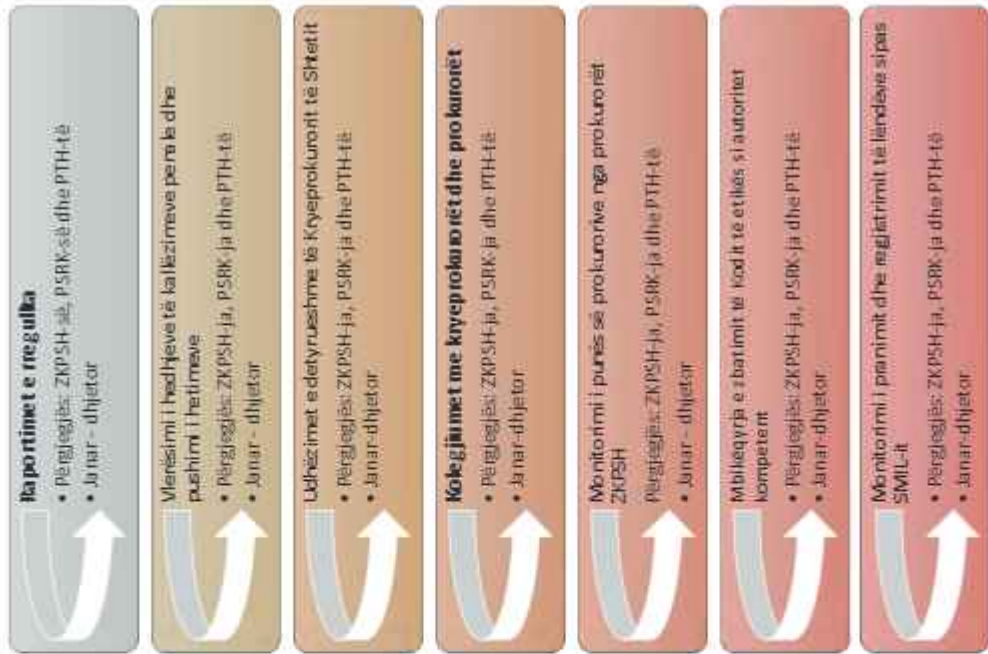 Raportimet e rregullta
• Përgjegjës: ZKPSH-së, PSRK-së dhe PTH-të
• Janar - dhjetor
Vlerësimi i hedhjeve të kallëzimeve penale dhe
pushimi i hetimeve
• Përgjegjës: ZKPSH-ja, PSRK-ja dhe PTH-të
• Janar - dhjetor
Udhëzimet e detyrueshme të Kryeprokurorit të Shtetit
• Përgjegjës: ZKPSH-ja, PSRK-ja dhe PTH-të
• Janar-dhjetor
Kolegjiumet me kryeprokurorët dhe prokurorët
• Përgjegjës: ZKPSH-ja, PSRK-ja dhe PTH-të
• Janar-dhjetor
Monitorimi i punës së prokurorive nga prokurorët
ZKPSH
Përgjegjës: ZKPSH-ja, PSRK-ja dhe PTH-të
• Janar - dhjetor
Mbikëqyrja e zbatimit të Kodit të etikës si autoritet
kompetent
• Përgjegjës: ZKPSH-ja, PSRK-ja dhe PTH-të
• Janar-dhjetor
Monitorimi i pranimit dhe regjistrimit të lëndëve sipas
SMIL-it
• Përgjegjës: ZKPSH-ja, PSRK-ja dhe PTH-të
• Janar-dhjetor